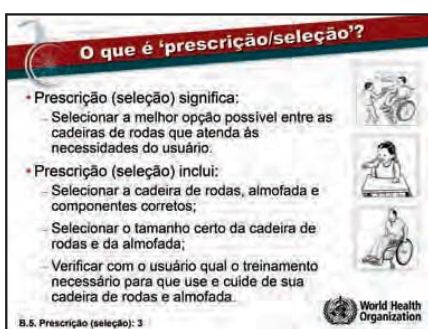 O que é ‘prescrição/seleção’?
• Prescrição (seleção) significa:
– Selecionar a melhor opção possível entre as
cadeiras de rodas que atenda às
necessidades do usuário.
• Prescrição (seleção) inclui:
– Selecionar a cadeira de rodas, almofada e
componentes corretos;
– Selecionar o tamanho certo da cadeira de
rodas e da almofada;
– Verificar com o usuário qual o treinamento
necessário para que use e cuide de sua
cadeira de rodas e almofada.
B.5. Prescrição (seleção): 3
World Health
Organization